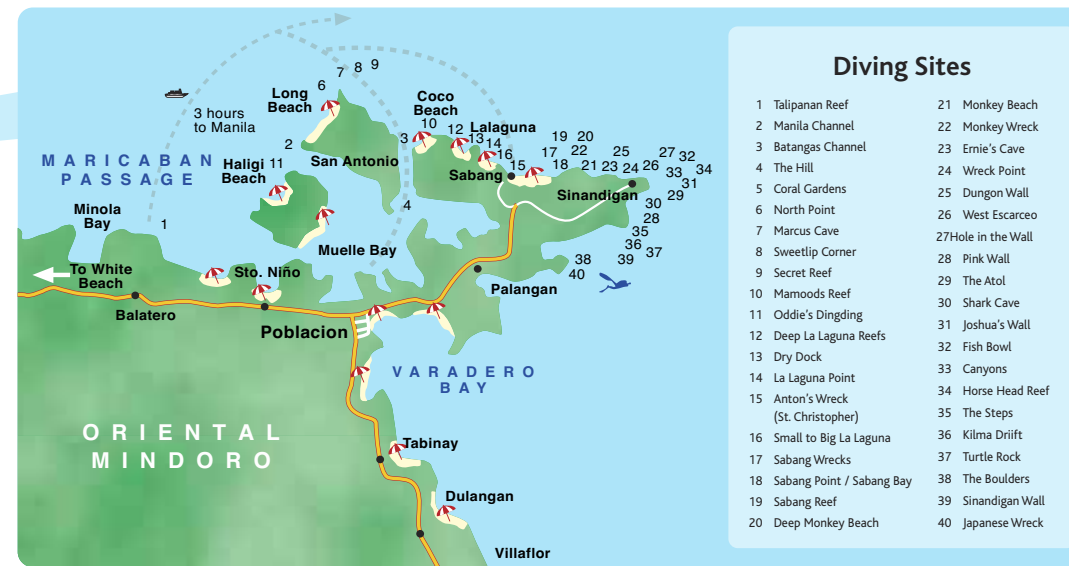 7 8 9
6
Long
Beach
3 hours
to Manila
2
Haligi
Beach
11
San Antonio
MARICABAN
PASSAGE
Minola
Bay
1
4
Muelle Bay
Coco
Beach
10
3
12
Lalaguna
13
14
16
15
Sabang
19 20
17 22
18 21 23 24
25
26
27 32
33 34
31
29
Sinandigan
30
28
35
36
39 37
38
40
To White
Beach
Sto. Niño
Balatero
Poblacion
Palangan
VARADERO
BAY
ORIENTAL
MINDORO
Tabinay
Dulangan
Villaflor
Diving Sites
1 Talipanan Reef
2 Manila Channel
3 Batangas Channel
4 The Hill
5 Coral Gardens
6 North Point
7 Marcus Cave
8 Sweetlip Corner
9 Secret Reef
10 Mamoods Reef
11 Oddie's Dingding
12 Deep La Laguna Reefs
13 Dry Dock
14 La Laguna Point
15 Anton's Wreck
(St. Christopher)
16 Small to Big La Laguna
17 Sabang Wrecks
18 Sabang Point / Sabang Bay
19 Sabang Reef
20 Deep Monkey Beach
21 Monkey Beach
22 Monkey Wreck
23 Ernie's Cave
24 Wreck Point
25 Dungon Wall
26 West Escarceo
27Hole in the Wall
28 Pink Wall
29 The Atol
30 Shark Cave
31 Joshua's Wall
32 Fish Bowl
33 Canyons
34 Horse Head Reef
35 The Steps
36 Kilma Driift
37 Turtle Rock
38 The Boulders
39 Sinandigan Wall
40 Japanese Wreck